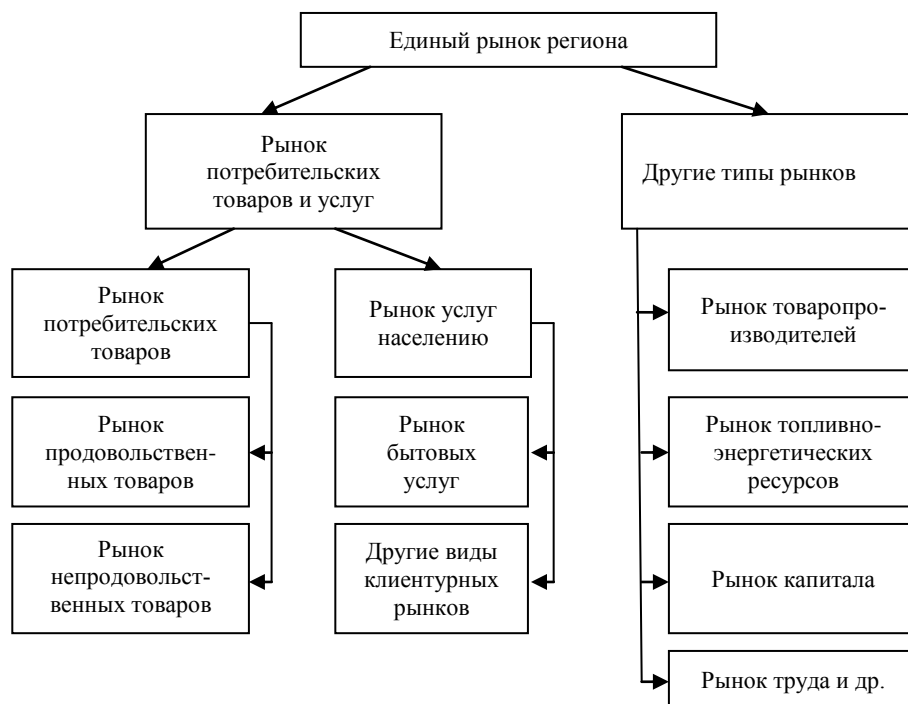 Единый рынок региона
Рынок
потребительских
товаров и услуг
Другие типы рынков
Рынок
потребительских
товаров
Рынок услуг
населению
Рынок товаропро-
изводителей
Рынок
продовольствен-
ных товаров
Рынок
бытовых
услуг
Рынок топливно-
энергетических
ресурсов
Рынок
непродовольст-
венных товаров
Другие виды
клиентурных
рынков
Рынок капитала
Рынок труда и др.